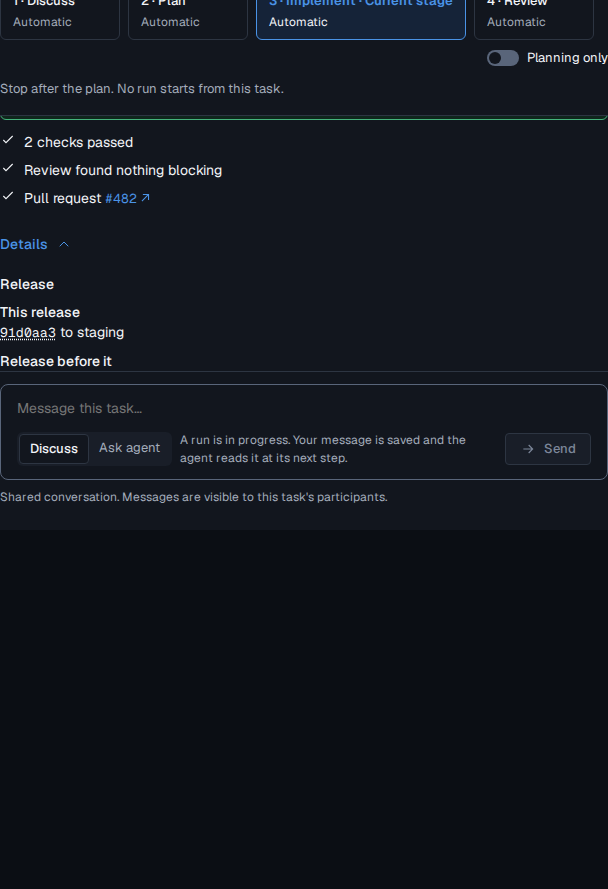 1 · Discuss
Automatic
2 · Plan
Automatic
3 · Implement · Current stage
Automatic
4 · Review
Automatic
Planning only
Stop after the plan. No run starts from this task.
2 checks passed
Review found nothing blocking
Pull request #482 ↗
Details
Release
This release
91d0aa3 to staging
Release before it
Message this task...
Discuss
Ask agent
A run is in progress. Your message is saved and the
agent reads it at its next step.
→ Send
Shared conversation. Messages are visible to this task's participants.